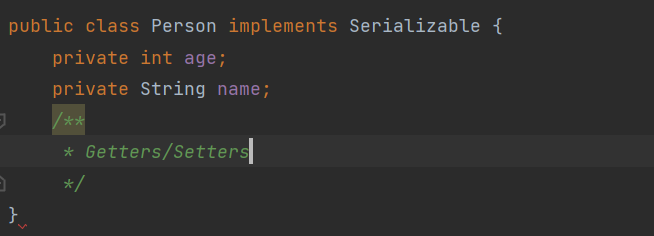 public class Person implements Serializable {
    private int age;
    private String name;
    /**
     * Getters/Setters
     */
}